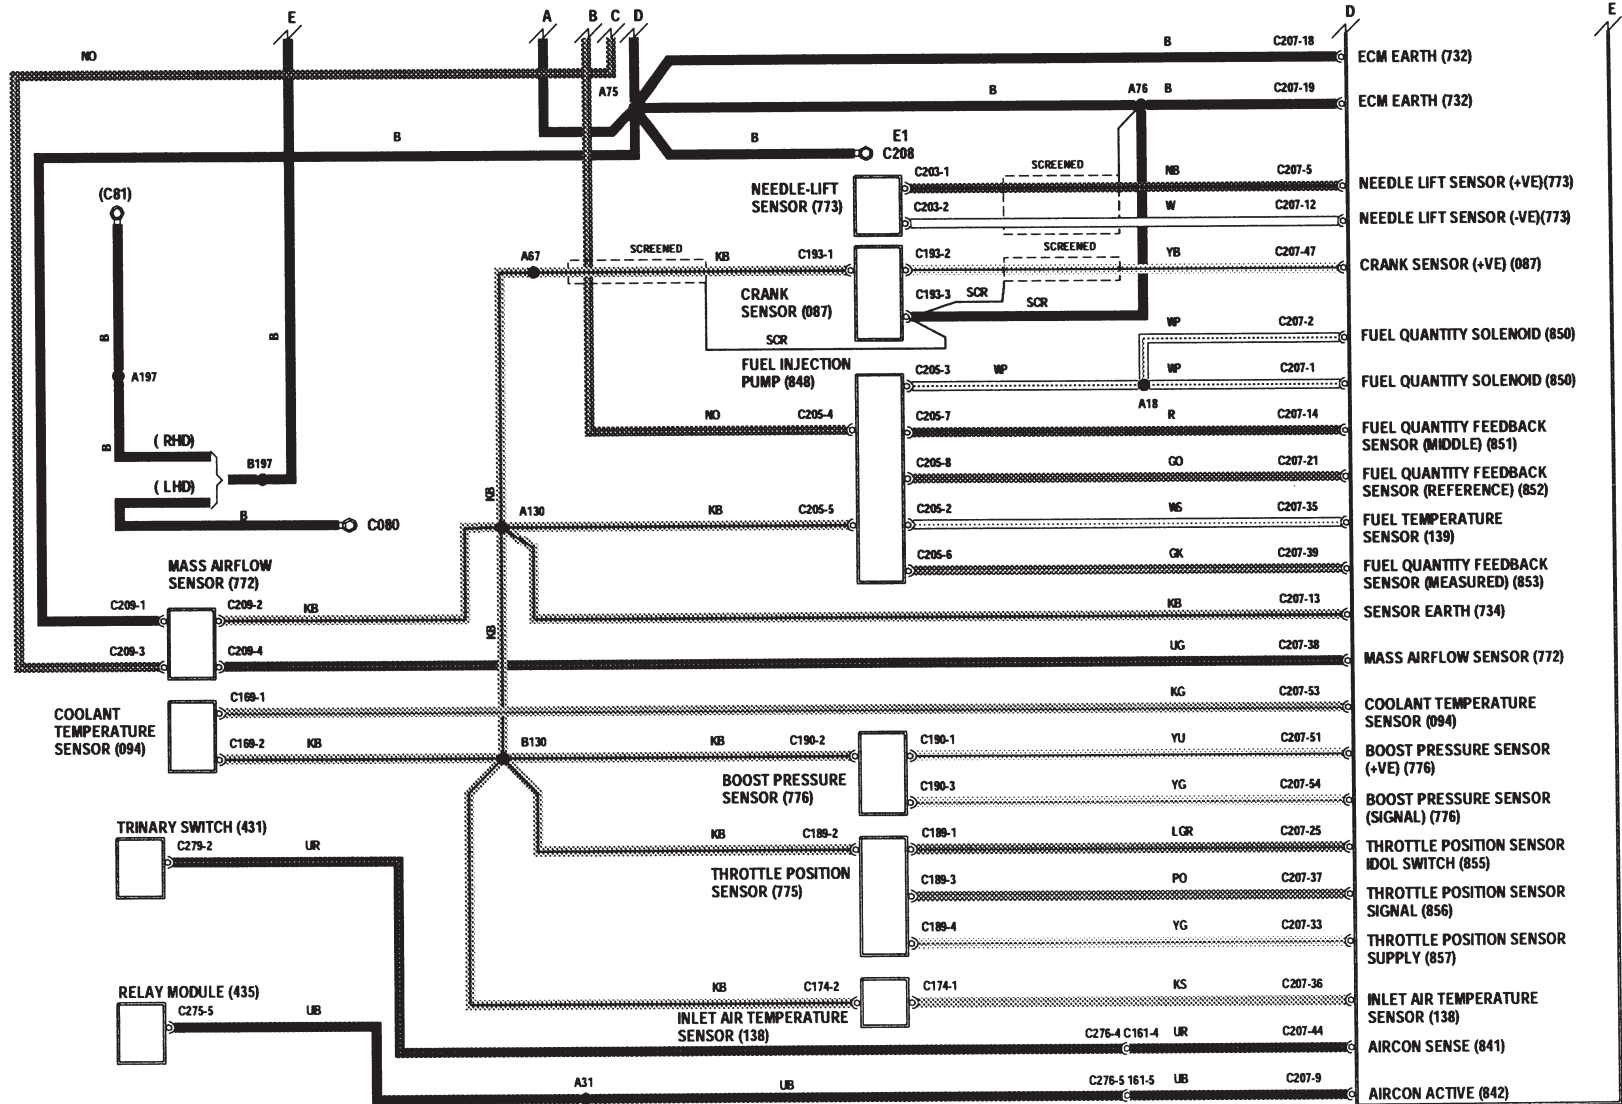 E
A
B
C
D
D
E
NO
B
C207-18
ECM EARTH (732)
A75
B
A76
B
C207-19
ECM EARTH (732)
B
B
E1
C208
(C81)
NEEDLE-LIFT
SENSOR (773)
C203-1
SCREENED
NB
C207-5
NEEDLE LIFT SENSOR (+VE)(773)
C203-2
W
C207-12
NEEDLE LIFT SENSOR (-VE)(773)
A67
SCREENED
KB
C193-1
C193-2
SCREENED
YB
C207-47
CRANK SENSOR (+VE) (087)
CRANK
SENSOR (087)
C193-3
SCR
SCR
SCR
B
B
WP
C207-2
FUEL QUANTITY SOLENOID (850)
FUEL INJECTION
PUMP (848)
C205-3
WP
WP
C207-1
FUEL QUANTITY SOLENOID (850)
A197
A18
NO
C205-4
C205-7
R
C207-14
FUEL QUANTITY FEEDBACK
SENSOR (MIDDLE) (851)
B
( RHD)
B197
( LHD)
C205-8
GO
C207-21
FUEL QUANTITY FEEDBACK
SENSOR (REFERENCE) (852)
KB
B
C080
A130
KB
C205-5
C205-2
WS
C207-35
FUEL TEMPERATURE
SENSOR (139)
MASS AIRFLOW
SENSOR (772)
C205-6
GK
C207-39
FUEL QUANTITY FEEDBACK
SENSOR (MEASURED) (853)
C209-1
C209-2
KB
KB
KB
C207-13
SENSOR EARTH (734)
C209-3
C209-4
UG
C207-38
MASS AIRFLOW SENSOR (772)
COOLANT
TEMPERATURE
SENSOR (094)
C169-1
KG
C207-53
COOLANT TEMPERATURE
SENSOR (094)
C169-2
KB
B130
KB
C190-2
C190-1
YU
C207-51
BOOST PRESSURE SENSOR
(+VE) (776)
BOOST PRESSURE
SENSOR (776)
C190-3
YG
C207-54
BOOST PRESSURE SENSOR
(SIGNAL) (776)
TRINARY SWITCH (431)
C279-2
UR
KB
C189-2
C189-1
LGR
C207-25
THROTTLE POSITION SENSOR
IDOL SWITCH (855)
THROTTLE POSITION
SENSOR (775)
C189-3
PO
C207-37
THROTTLE POSITION SENSOR
SIGNAL (856)
C189-4
YG
C207-33
THROTTLE POSITION SENSOR
SUPPLY (857)
RELAY MODULE (435)
C275-5
UB
KB
C174-2
C174-1
KS
C207-36
INLET AIR TEMPERATURE
SENSOR (138)
INLET AIR TEMPERATURE
SENSOR (138)
C276-4 C161-4
UR
C207-44
AIRCON SENSE (841)
A31
UB
C276-5 161-5
UB
C207-9
AIRCON ACTIVE (842)